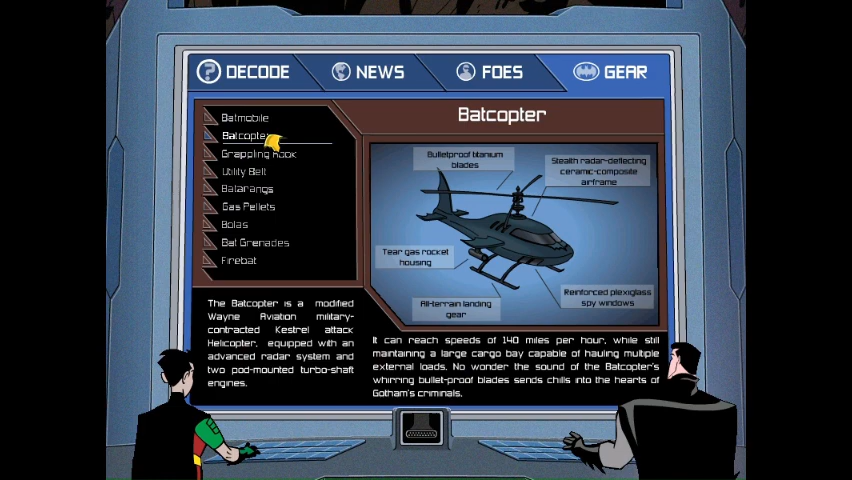 DECODE NEWS FOES GEAR
Batmobile
Batcopter
Grappling Hook
Utility Belt
Batarangs
Gas Pellets
Bolas
Bat Grenades
Firebat
Batcopter
Bulletproof titanium
blades
Stealth radar-deflecting
ceramic-composite
airframe
Tear gas rocket
housing
All-terrain landing
gear
Reinforced plexiglass
spy windows
The Batcopter is a modified
Wayne Aviation military-
contracted Kestrel attack
Helicopter, equipped with an
advanced radar system and
two pod-mounted turbo-shaft
engines.
It can reach speeds of 140 miles per hour, while still
maintaining a large cargo bay capable of hauling multiple
external loads. No wonder the sound of the Batcopter's
whirring bullet-proof blades sends chills into the hearts of
Gotham's criminals.